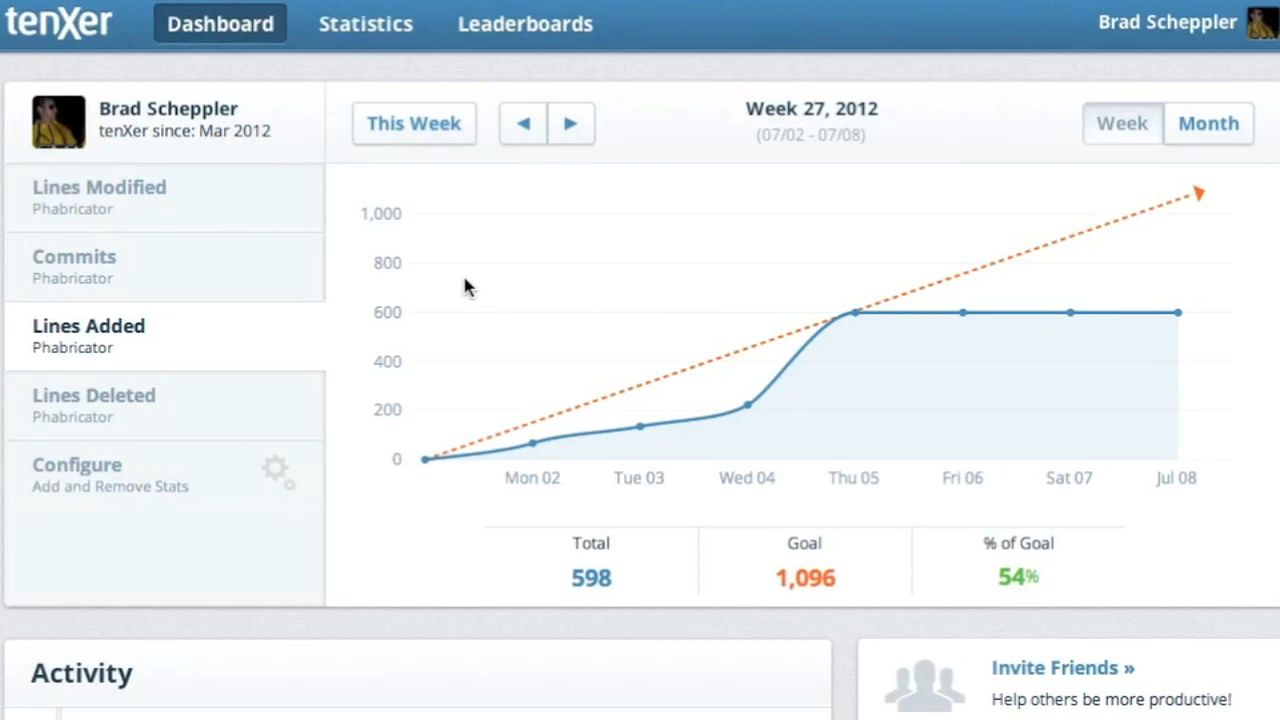 tenXer
Dashboard
Statistics
Leaderboards
Brad Scheppler
Brad Scheppler
tenXer since: Mar 2012
This Week
Week 27, 2012
(07/02 - 07/08)
Week
Month
Lines Modified
Phabricator
Commits
Phabricator
Lines Added
Phabricator
Lines Deleted
Phabricator
Configure
Add and Remove Stats
1,000
800
600
400
200
0
Mon 02
Tue 03
Wed 04
Thu 05
Fri 06
Sat 07
Jul 08
Total
598
Goal
1,096
% of Goal
54%
Activity
Invite Friends »
Help others be more productive!